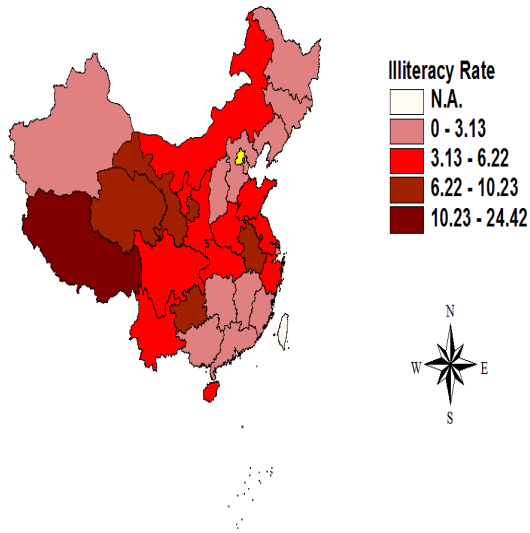 Illiteracy Rate
N.A.
0 - 3.13
3.13 - 6.22
6.22 - 10.23
10.23 - 24.42
N
W E
S